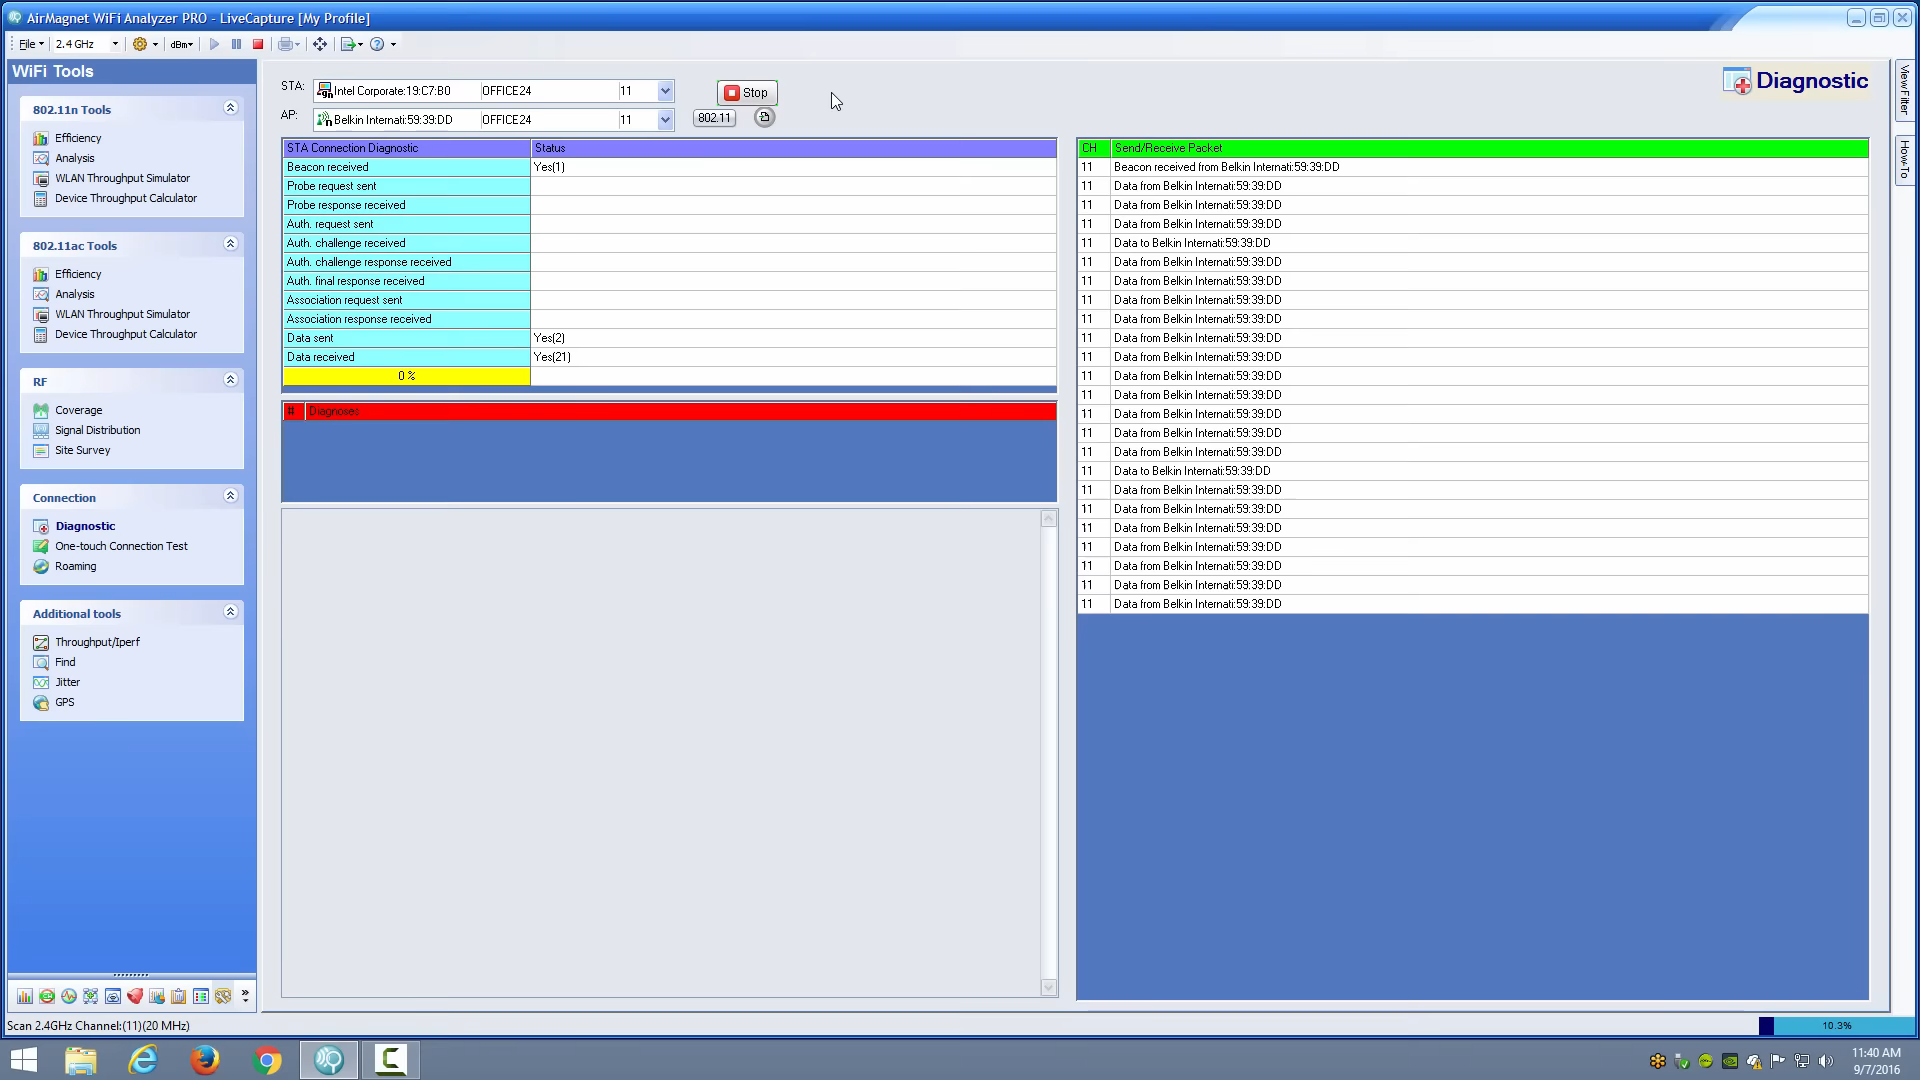 AirMagnet WiFi Analyzer PRO - LiveCapture [My Profile]
File 2.4 GHz dBm
WiFi Tools
802.11n Tools
Efficiency
Analysis
WLAN Throughput Simulator
Device Throughput Calculator
802.11ac Tools
Efficiency
Analysis
WLAN Throughput Simulator
Device Throughput Calculator
RF
Coverage
Signal Distribution
Site Survey
Connection
Diagnostic
One-touch Connection Test
Roaming
Additional tools
Throughput/Iperf
Find
Jitter
GPS
STA: Intel Corporate:19:C7:B0 OFFICE24 11 Stop
AP: Belkin Internati:59:39:DD OFFICE24 11 802.11
Diagnostic
STA Connection Diagnostic Status
Beacon received Yes(1)
Probe request sent
Probe response received
Auth. request sent
Auth. challenge received
Auth. challenge response received
Auth. final response received
Association request sent
Association response received
Data sent Yes(2)
Data received Yes(21)
0 %
# Diagnoses
CH Send/Receive Packet
11 Beacon received from Belkin Internati:59:39:DD
11 Data from Belkin Internati:59:39:DD
11 Data from Belkin Internati:59:39:DD
11 Data from Belkin Internati:59:39:DD
11 Data to Belkin Internati:59:39:DD
11 Data from Belkin Internati:59:39:DD
11 Data from Belkin Internati:59:39:DD
11 Data from Belkin Internati:59:39:DD
11 Data from Belkin Internati:59:39:DD
11 Data from Belkin Internati:59:39:DD
11 Data from Belkin Internati:59:39:DD
11 Data from Belkin Internati:59:39:DD
11 Data from Belkin Internati:59:39:DD
11 Data from Belkin Internati:59:39:DD
11 Data from Belkin Internati:59:39:DD
11 Data from Belkin Internati:59:39:DD
11 Data to Belkin Internati:59:39:DD
11 Data from Belkin Internati:59:39:DD
11 Data from Belkin Internati:59:39:DD
11 Data from Belkin Internati:59:39:DD
11 Data from Belkin Internati:59:39:DD
11 Data from Belkin Internati:59:39:DD
11 Data from Belkin Internati:59:39:DD
11 Data from Belkin Internati:59:39:DD
View Filter
How-To
Scan 2.4GHz Channel:(11)(20 MHz)
10.3%
11:40 AM
9/7/2016